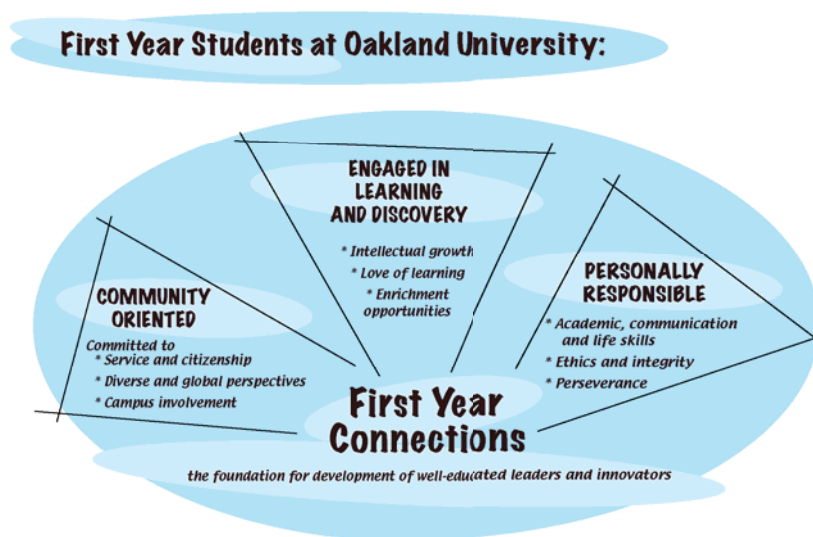 First Year Students at Oakland University:
ENGAGED IN
LEARNING
AND DISCOVERY
* Intellectual growth
* Love of learning
* Enrichment
opportunities
COMMUNITY
ORIENTED
Committed to
* Service and citizenship
* Diverse and global perspectives
* Campus involvement
PERSONALLY
RESPONSIBLE
* Academic, communication
and life skills
* Ethics and integrity
* Perseverance
First Year
Connections
the foundation for development of well-educated leaders and innovators